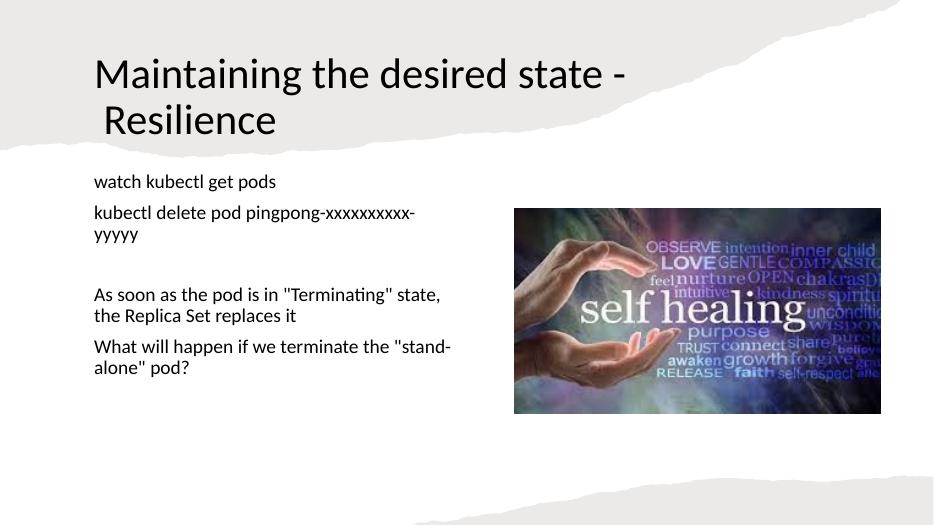 Maintaining the desired state -
Resilience
watch kubectl get pods
kubectl delete pod pingpong-xxxxxxxxxx-
yyyyy
As soon as the pod is in "Terminating" state,
the Replica Set replaces it
What will happen if we terminate the "stand-
alone" pod?
OBSERVE intention inner child
LOVE GENTLE COMPASSIO
feel nurture OPEN chakras
intuitive kindness spiritu
self healing unconditio
purpose WISDOM
TRUST connect share
awaken growth forgive
RELEASE faith self-respect